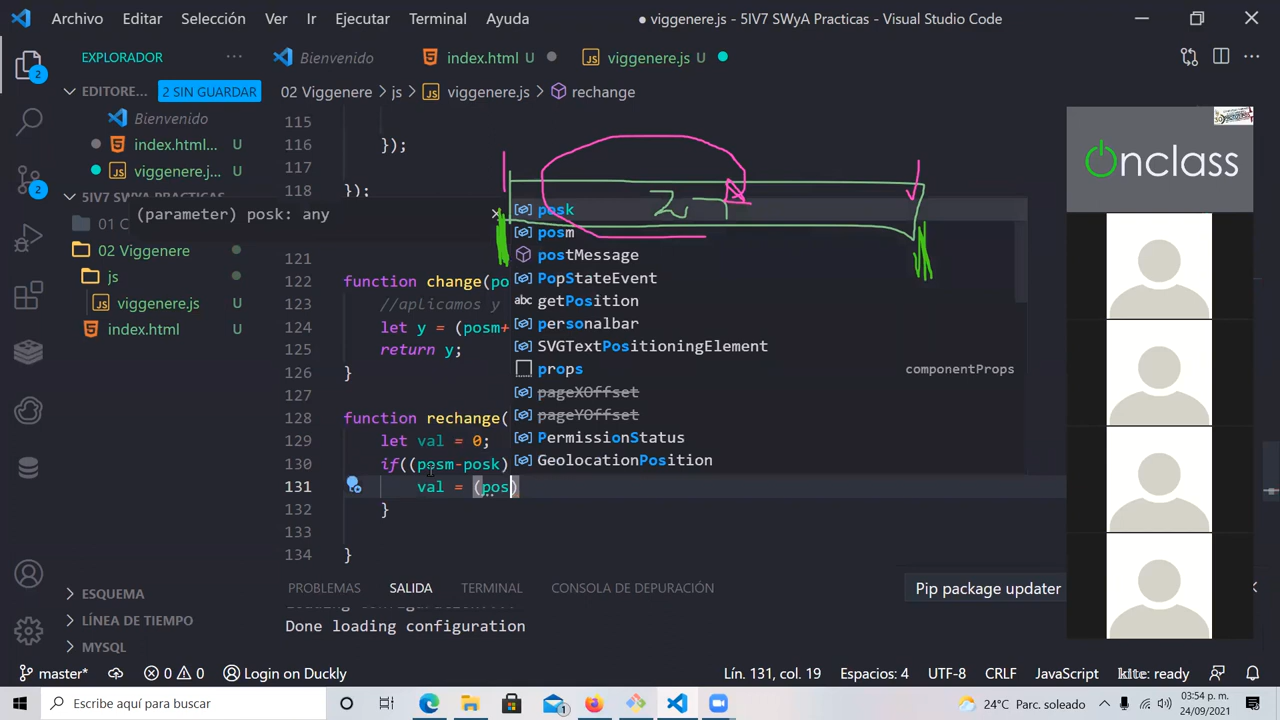 Archivo Editar Selección Ver Ir Ejecutar Terminal Ayuda
● viggenere.js - 5IV7 SWyA Practicas - Visual Studio Code
EXPLORADOR
Bienvenido
index.html U
viggenere.js U
EDITORE...
2 SIN GUARDAR
02 Viggenere > js > viggenere.js > rechange
Bienvenido
index.html... U
viggenere.j... U
5IV7 SWYA PRACTICAS
01 C
02 Viggenere
js
viggenere.js U
index.html U
115
116 });
117
118 });
(parameter) posk: any
posk
posm
postMessage
PopStateEvent
getPosition
personalbar
SVGTextPositioningElement
props componentProps
pageXOffset
pageYOffset
PermissionStatus
GeolocationPosition
121
122 function change(po
123 //aplicamos y
124 let y = (posm+
125 return y;
126 }
127
128 function rechange(
129 let val = 0;
130 if((posm-posk)
131 val = (pos)
132 }
133
134 }
PROBLEMAS SALIDA TERMINAL CONSOLA DE DEPURACIÓN
Pip package updater
Done loading configuration
ESQUEMA
LÍNEA DE TIEMPO
MYSQL
master* 0 0 Login on Duckly
Lín. 131, col. 19 Espacios: 4 UTF-8 CRLF JavaScript kite: ready
Escribe aquí para buscar
24°C Parc. soleado
03:54 p. m.
24/09/2021
Onclass
2
2
1